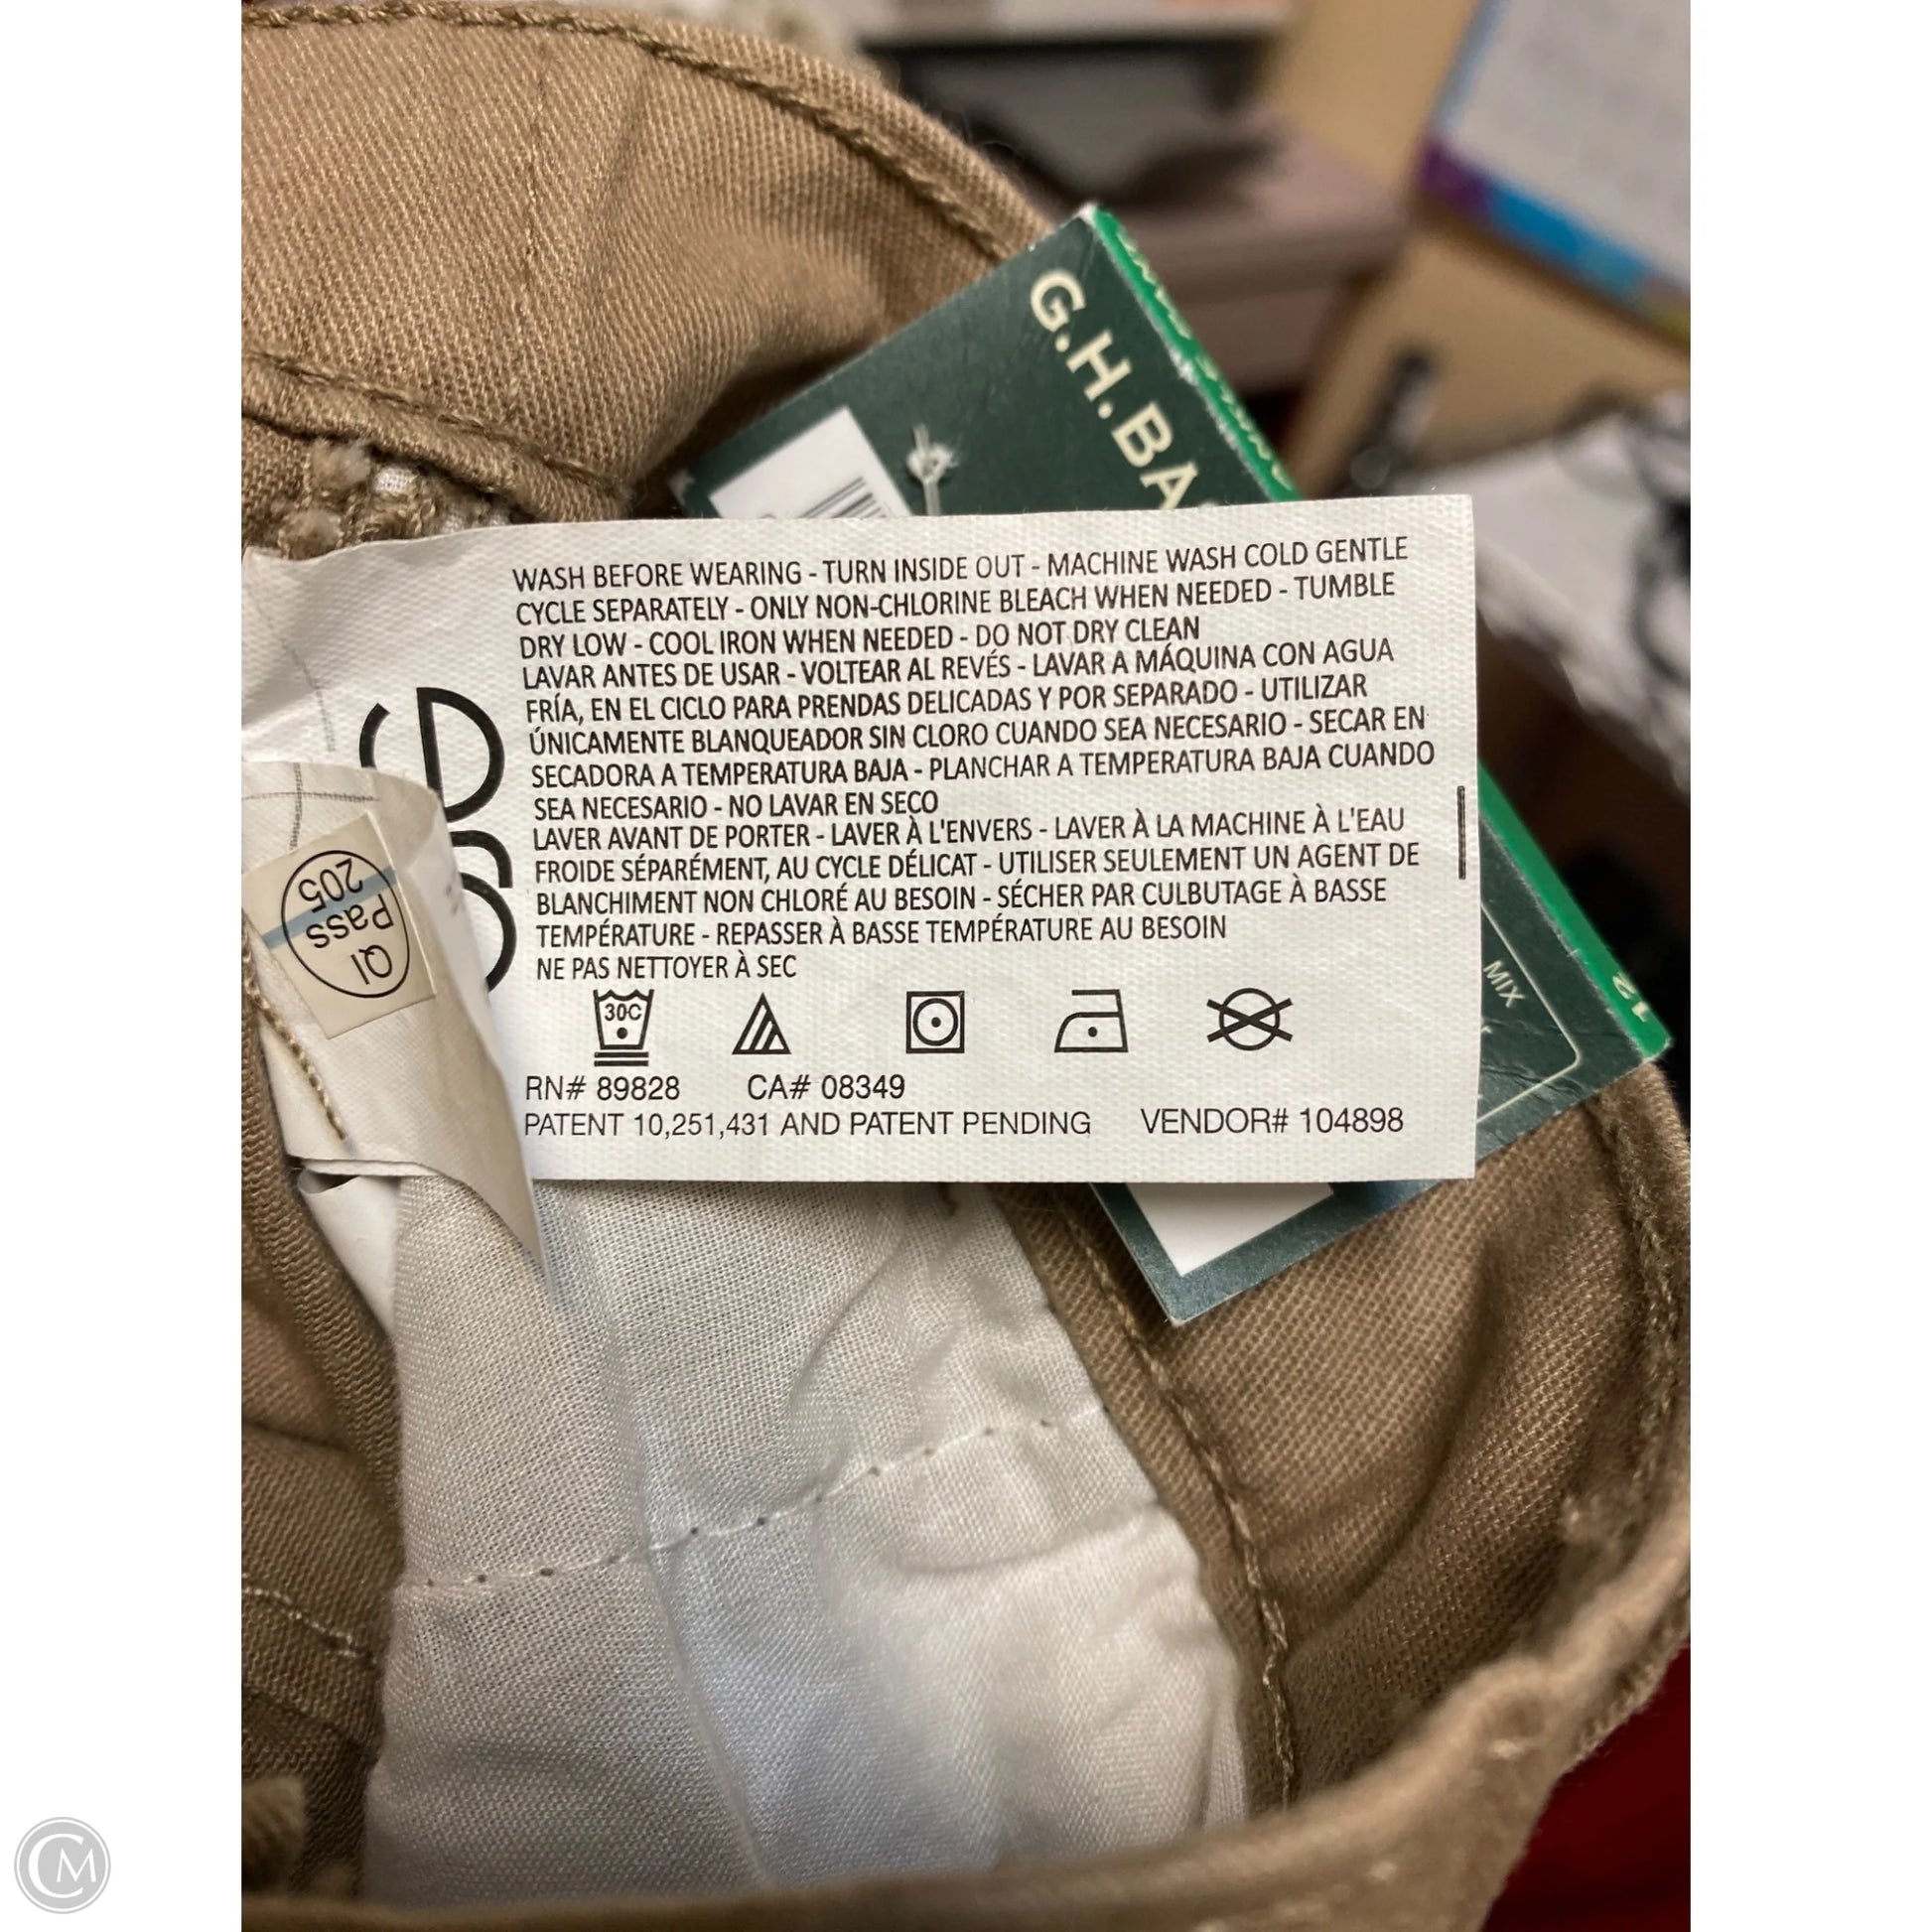 G.H.BA
WASH BEFORE WEARING - TURN INSIDE OUT - MACHINE WASH COLD GENTLE
CYCLE SEPARATELY - ONLY NON-CHLORINE BLEACH WHEN NEEDED - TUMBLE
DRY LOW - COOL IRON WHEN NEEDED - DO NOT DRY CLEAN
LAVAR ANTES DE USAR - VOLTEAR AL REVÉS - LAVAR A MÁQUINA CON AGUA
FRÍA, EN EL CICLO PARA PRENDAS DELICADAS Y POR SEPARADO - UTILIZAR
ÚNICAMENTE BLANQUEADOR SIN CLORO CUANDO SEA NECESARIO - SECAR EN
SECADORA A TEMPERATURA BAJA - PLANCHAR A TEMPERATURA BAJA CUANDO
SEA NECESARIO - NO LAVAR EN SECO
LAVER AVANT DE PORTER - LAVER À L'ENVERS - LAVER À LA MACHINE À L'EAU
FROIDE SÉPARÉMENT, AU CYCLE DÉLICAT - UTILISER SEULEMENT UN AGENT DE
BLANCHIMENT NON CHLORÉ AU BESOIN - SÉCHER PAR CULBUTAGE À BASSE
TEMPÉRATURE - REPASSER À BASSE TEMPÉRATURE AU BESOIN
NE PAS NETTOYER À SEC
30C
RN# 89828 CA# 08349
PATENT 10,251,431 AND PATENT PENDING VENDOR# 104898
QI
Pass
205
MIX
12
CM